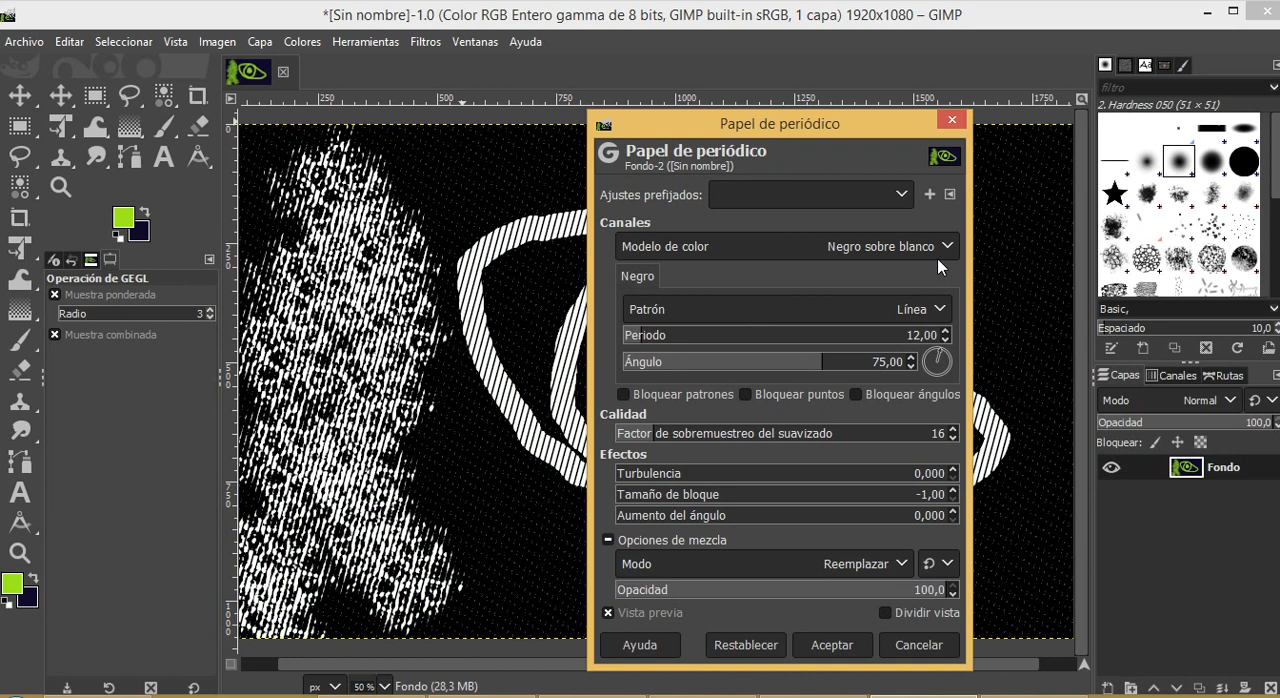 *[Sin nombre]-1.0 (Color RGB Entero gamma de 8 bits, GIMP built-in sRGB, 1 capa) 1920x1080 – GIMP
Archivo Editar Seleccionar Vista Imagen Capa Colores Herramientas Filtros Ventanas Ayuda
250 500 750 1000 1250 1500 1750
Papel de periódico
Papel de periódico
Fondo-2 ([Sin nombre])
Ajustes prefijados:
Canales
Modelo de color Negro sobre blanco
Negro
Patrón Línea
Periodo 12,00
Ángulo 75,00
Bloquear patrones Bloquear puntos Bloquear ángulos
Calidad
Factor de sobremuestreo del suavizado 16
Efectos
Turbulencia 0,000
Tamaño de bloque -1,00
Aumento del ángulo 0,000
Opciones de mezcla
Modo Reemplazar
Opacidad 100,0
Vista previa Dividir vista
Ayuda Restablecer Aceptar Cancelar
Operación de GEGL
Muestra ponderada
Radio 3
Muestra combinada
filtro
2. Hardness 050 (51 × 51)
Basic,
Espaciado 10,0
Capas Canales Rutas
Modo Normal
Opacidad 100,0
Bloquear:
Fondo
px 50 % Fondo (28,3 MB)